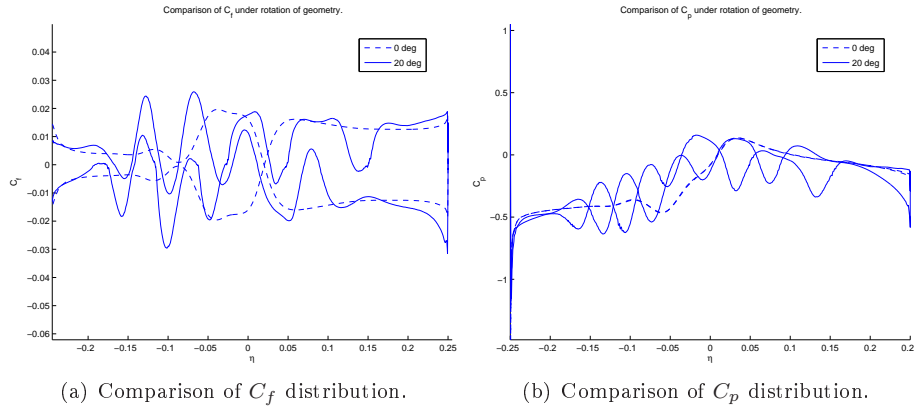 Comparison of C_f under rotation of geometry.
0 deg
20 deg
0.04
0.03
0.02
0.01
0
−0.01
−0.02
−0.03
−0.04
−0.05
−0.06
C_f
−0.2 −0.15 −0.1 −0.05 0 0.05 0.1 0.15 0.2 0.25
η
(a) Comparison of C_f distribution.
Comparison of C_p under rotation of geometry.
0 deg
20 deg
1
0.5
0
−0.5
−1
C_p
−0.25 −0.2 −0.15 −0.1 −0.05 0 0.05 0.1 0.15 0.2 0.2
η
(b) Comparison of C_p distribution.